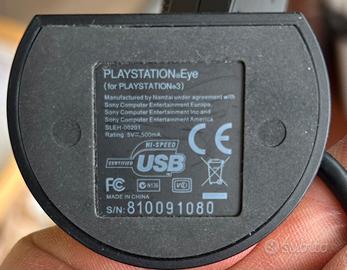 PLAYSTATION®Eye
(for PLAYSTATION®3)
Manufactured by Namtai under agreement with
Sony Computer Entertainment Europe,
Sony Computer Entertainment Inc and
Sony Computer Entertainment America
SLEH-00201
Rating: 5V⎓500mA
CE
HI-SPEED
CERTIFIED
USB
FC
N136
MADE IN CHINA
S/N: 810091080
subito